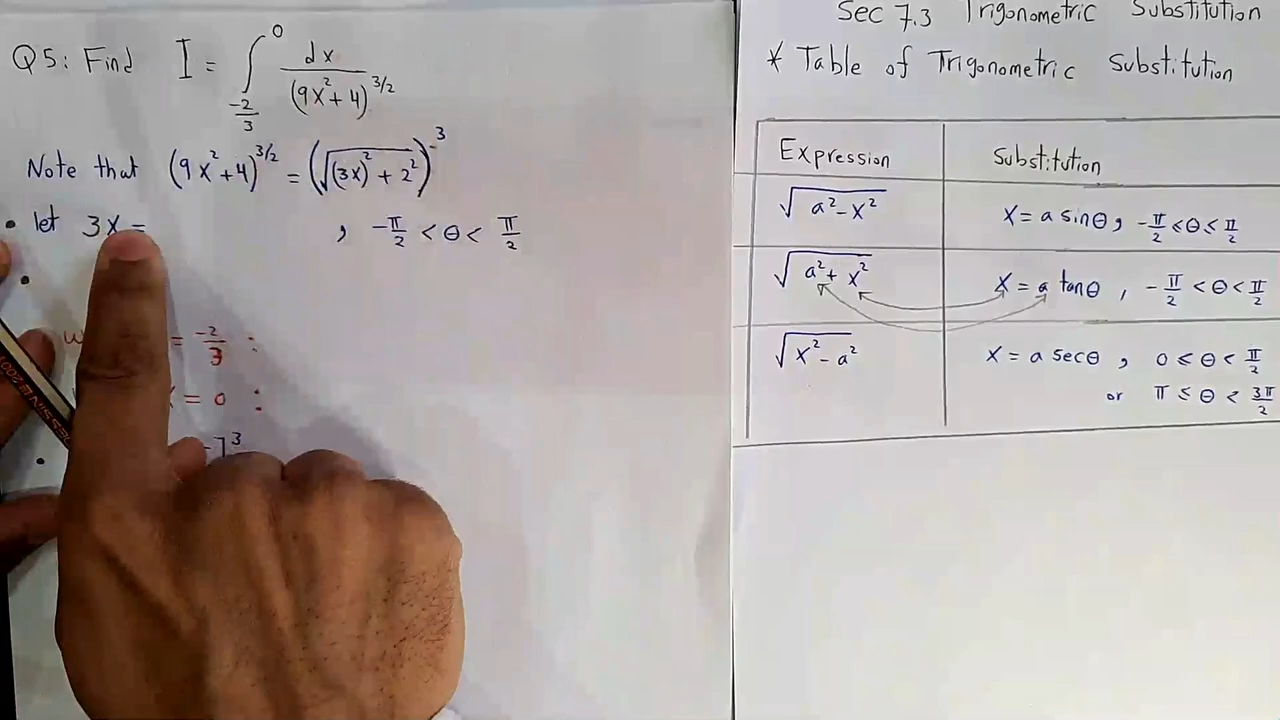 Q5: Find I = ∫_{-2/3}^{0} dx / (9x²+4)^{3/2}
Note that (9x²+4)^{3/2} = (√((3x)²+2²))^3
• let 3x = , -π/2 < θ < π/2
•
= -2/3 :
x = 0 :
•
Sec 7.3 Trigonometric Substitution
* Table of Trigonometric Substitution
Expression Substitution
√(a²-x²) x = a sinθ, -π/2 ≤ θ ≤ π/2
√(a²+x²) x = a tanθ, -π/2 < θ < π/2
√(x²-a²) x = a secθ, 0 ≤ θ < π/2
or π ≤ θ < 3π/2